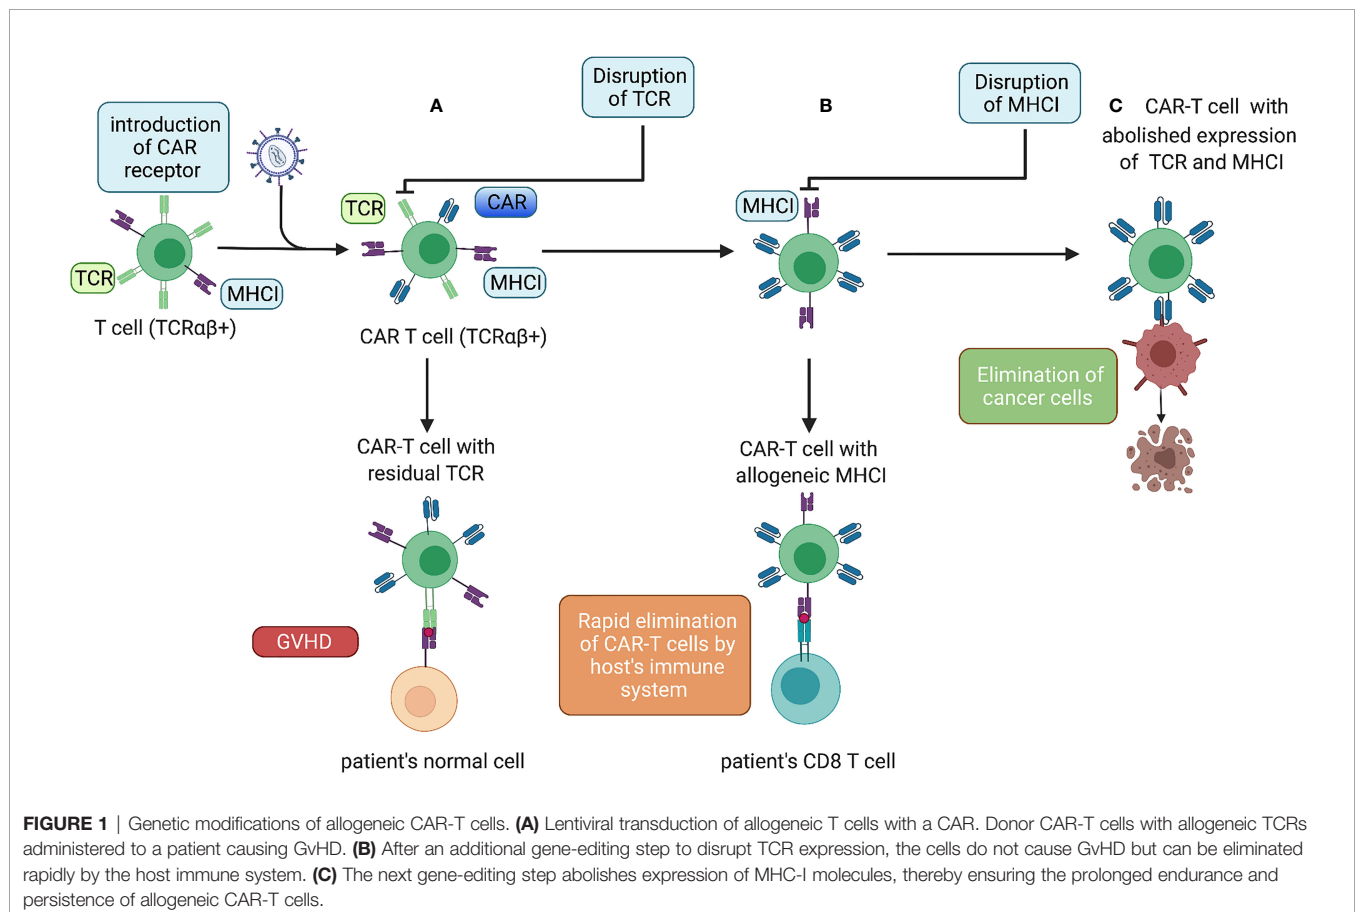 introduction
of CAR
receptor
TCR
MHCI
T cell (TCRαβ+)
A
Disruption
of TCR
TCR
CAR
MHCI
CAR T cell (TCRαβ+)
CAR-T cell with
residual TCR
GVHD
patient's normal cell
B
Disruption
of MHCI
MHCI
CAR-T cell with
allogeneic MHCI
Rapid elimination
of CAR-T cells by
host's immune
system
patient's CD8 T cell
C CAR-T cell with
abolished expression
of TCR and MHCI
Elimination of
cancer cells
FIGURE 1 | Genetic modifications of allogeneic CAR-T cells. (A) Lentiviral transduction of allogeneic T cells with a CAR. Donor CAR-T cells with allogeneic TCRs
administered to a patient causing GvHD. (B) After an additional gene-editing step to disrupt TCR expression, the cells do not cause GvHD but can be eliminated
rapidly by the host immune system. (C) The next gene-editing step abolishes expression of MHC-I molecules, thereby ensuring the prolonged endurance and
persistence of allogeneic CAR-T cells.